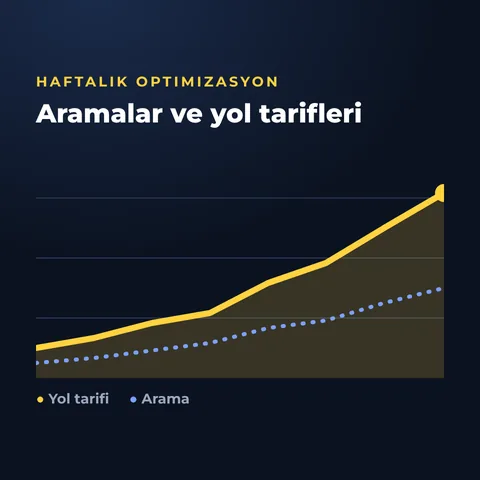 HAFTALIK OPTIMIZASYON
Aramalar ve yol tarifleri
Yol tarifi
Arama